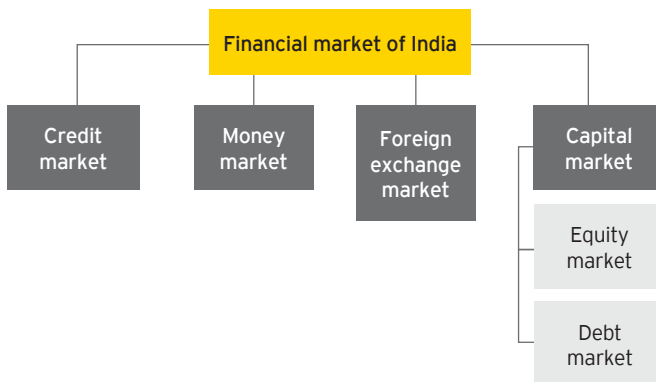 Financial market of India
Credit
market
Money
market
Foreign
exchange
market
Capital
market
Equity
market
Debt
market